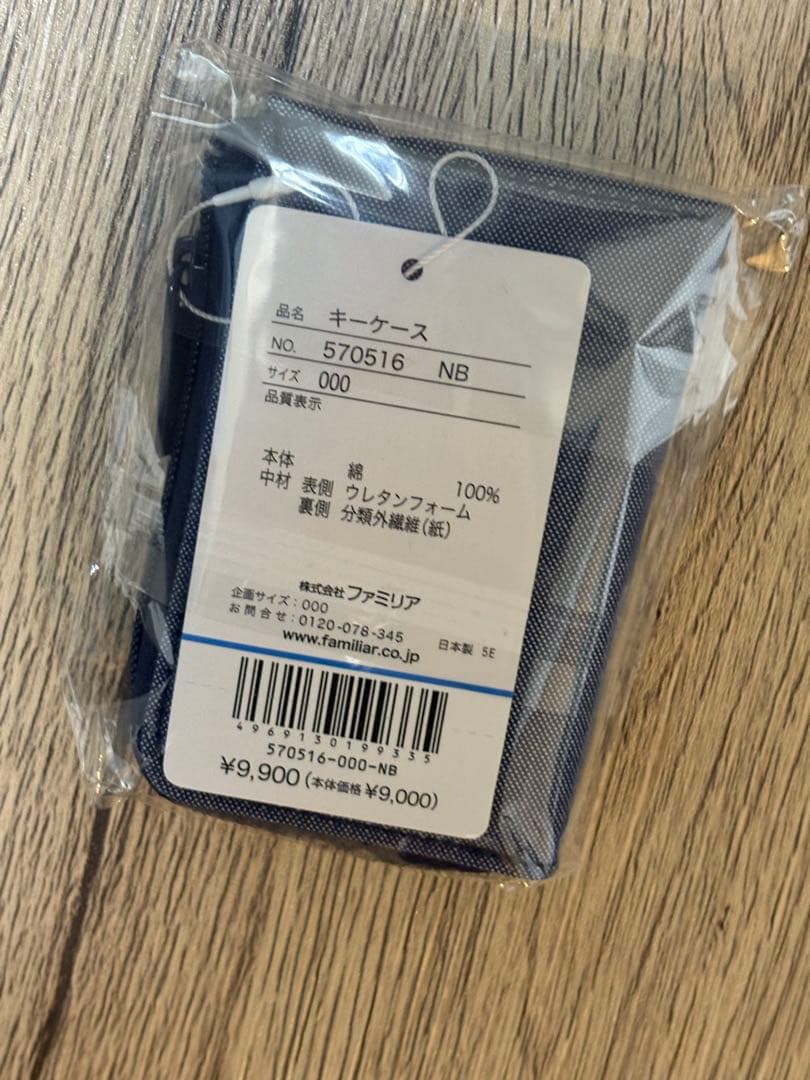 品名 キーケース
NO. 570516 NB
サイズ 000
品質表示
本体 綿 100%
中材 表側 ウレタンフォーム
裏側 分類外繊維(紙)
株式会社 ファミリア
企画サイズ:000
お問合せ:0120-078-345 日本製 5E
www.familiar.co.jp
4969130199335
570516-000-NB
¥9,900 (本体価格 ¥9,000)